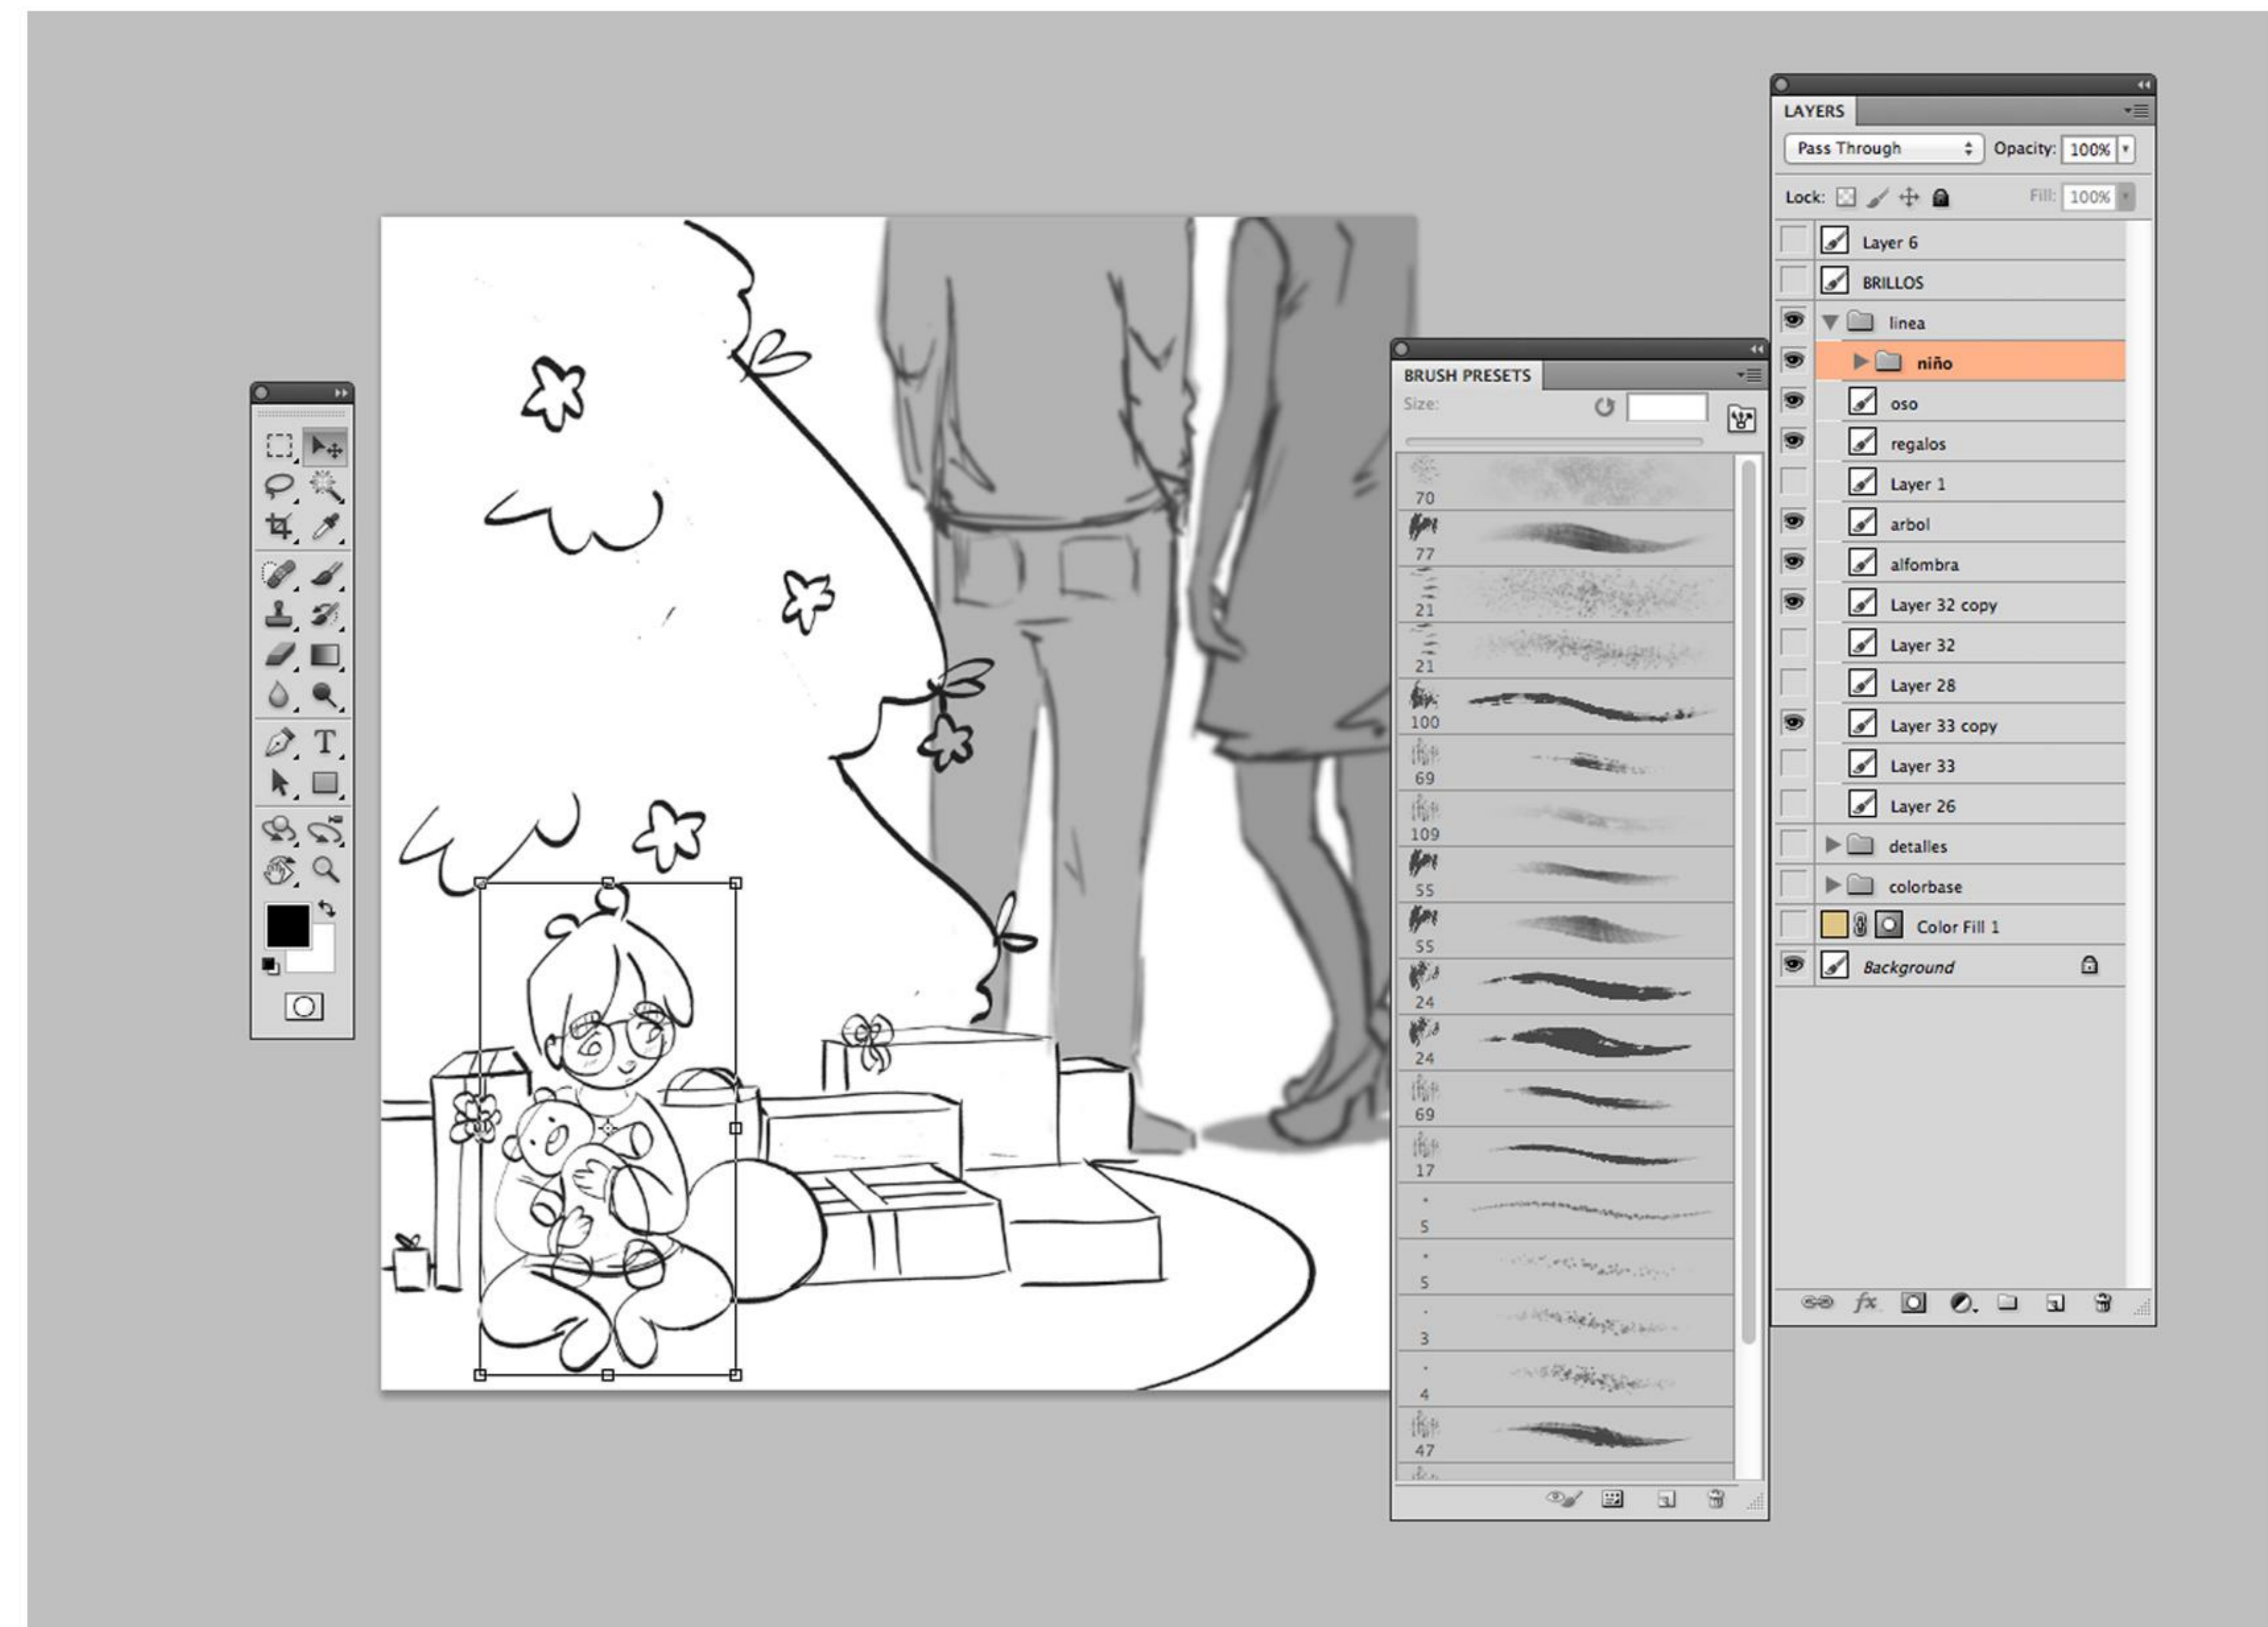 LAYERS
Pass Through Opacity: 100%
Lock: Fill: 100%
Layer 6
BRILLOS
linea
niño
oso
regalos
Layer 1
arbol
alfombra
Layer 32 copy
Layer 32
Layer 28
Layer 33 copy
Layer 33
Layer 26
detalles
colorbase
Color Fill 1
Background
fx
BRUSH PRESETS
Size:
70
77
21
21
100
69
109
55
55
24
24
69
17
5
5
3
4
47
T